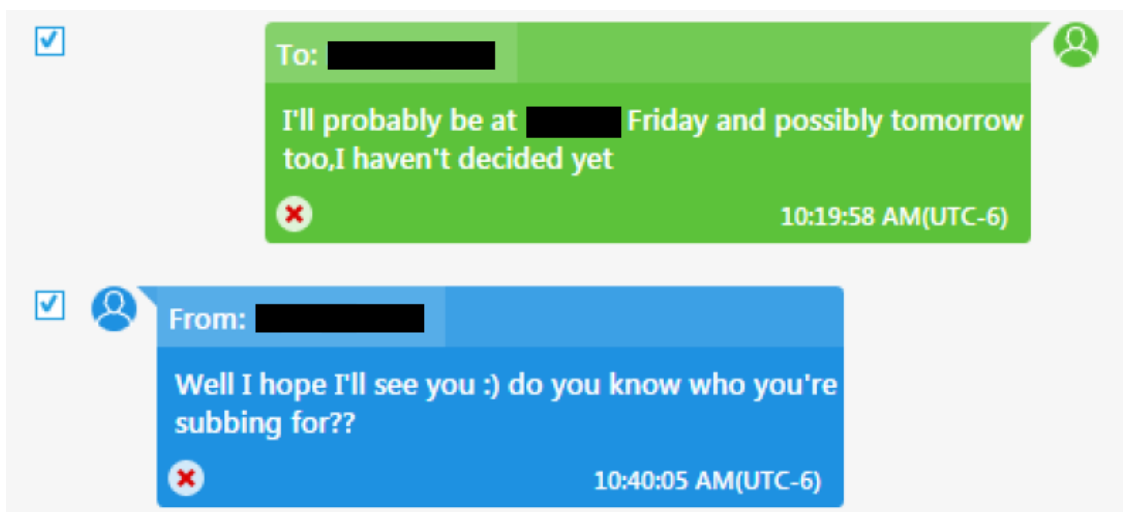 To:
I'll probably be at Friday and possibly tomorrow
too,I haven't decided yet
10:19:58 AM(UTC-6)
From:
Well I hope I'll see you :) do you know who you're
subbing for??
10:40:05 AM(UTC-6)